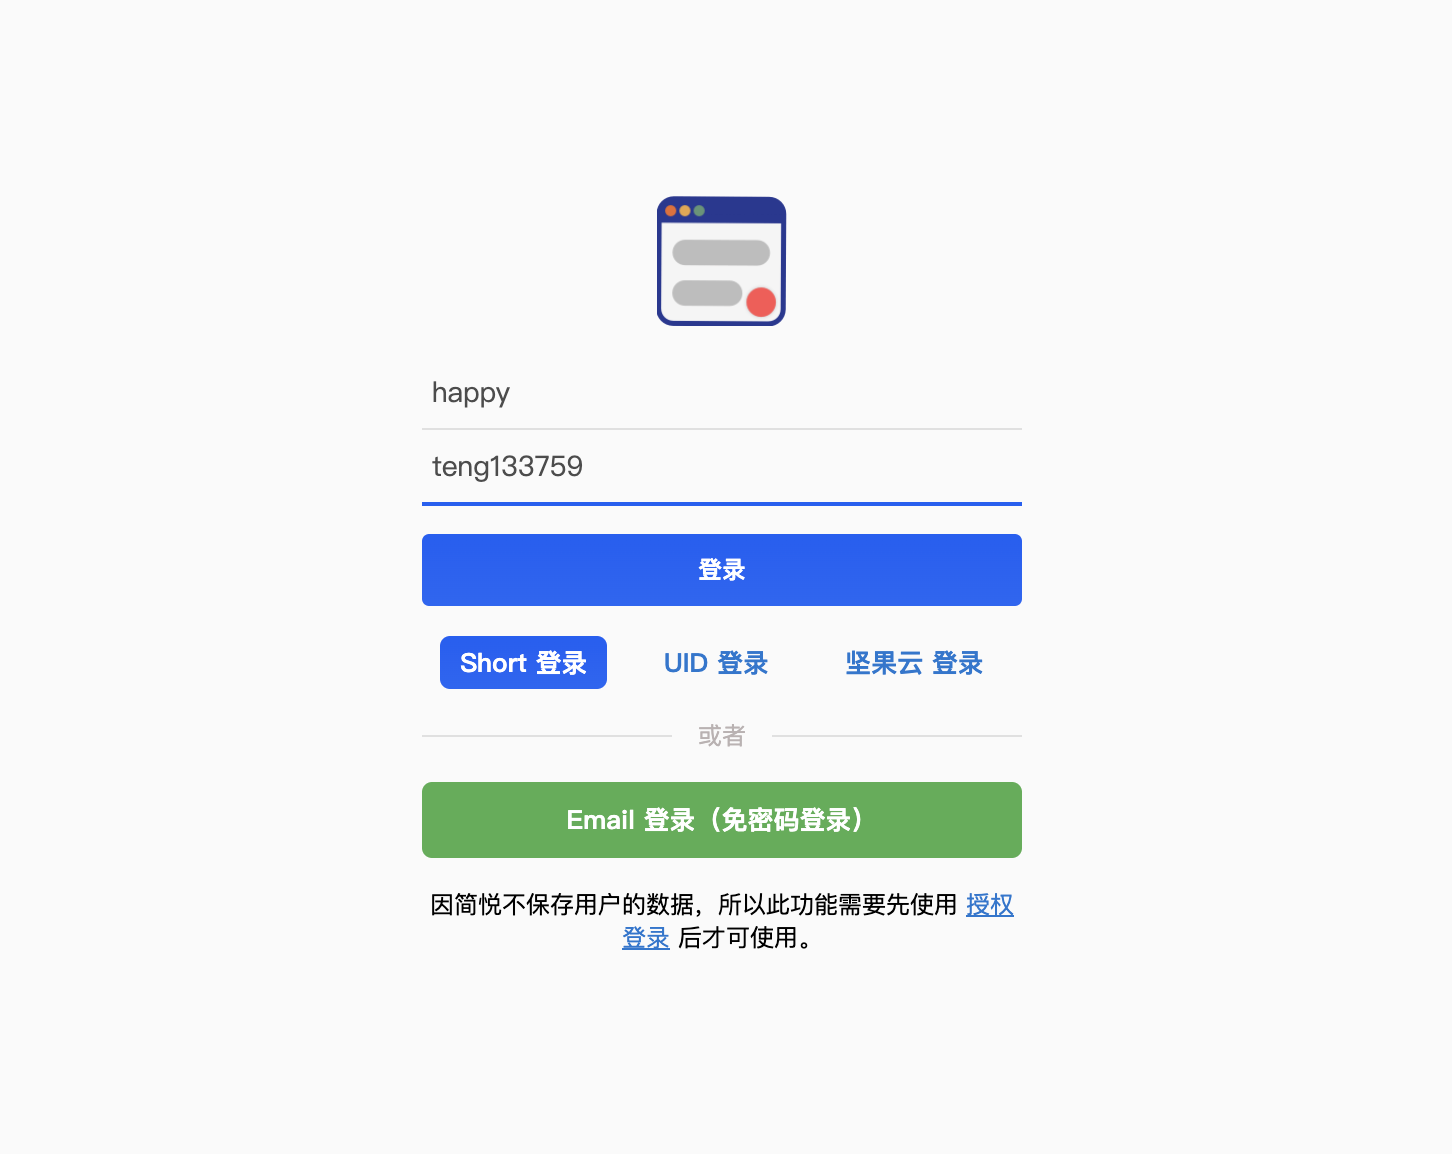 happy
teng133759
登录
Short 登录
UID 登录
坚果云 登录
或者
Email 登录（免密码登录）
因简悦不保存用户的数据，所以此功能需要先使用 授权
登录 后才可使用。